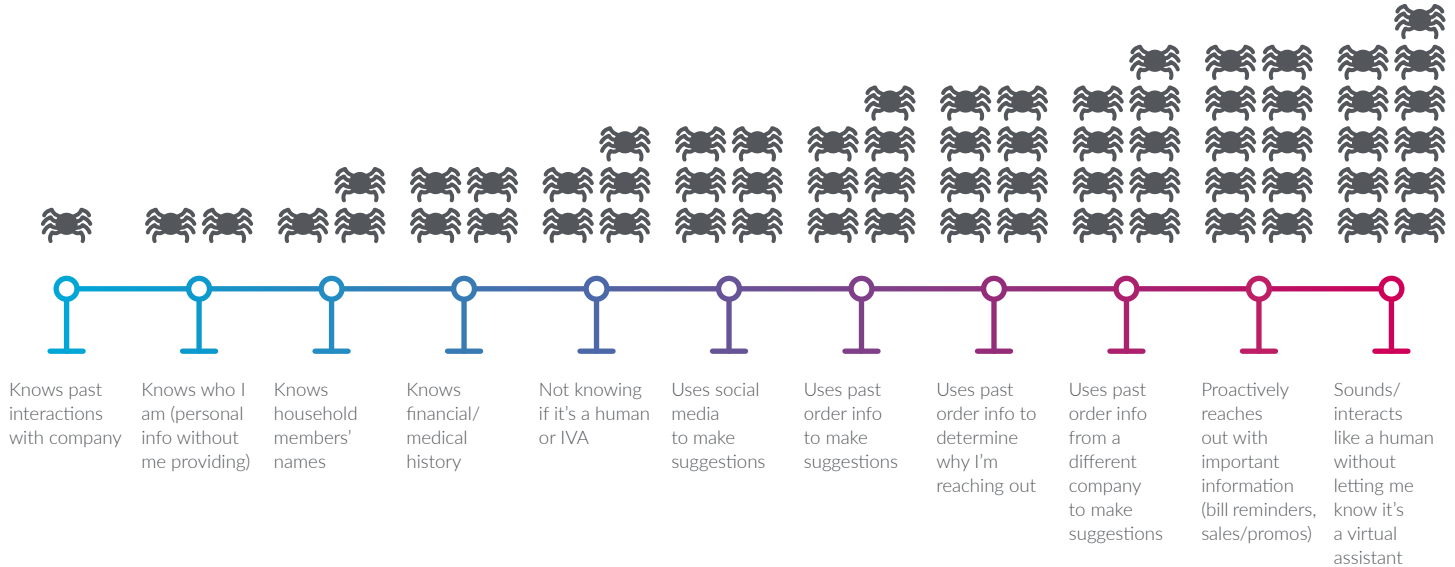 Knows past
interactions
with company
Knows who I
am (personal
info without
me providing)
Knows
household
members’
names
Knows
financial/
medical
history
Not knowing
if it’s a human
or IVA
Uses social
media
to make
suggestions
Uses past
order info
to make
suggestions
Uses past
order info to
determine
why I’m
reaching out
Uses past
order info
from a
different
company
to make
suggestions
Proactively
reaches
out with
important
information
(bill reminders,
sales/promos)
Sounds/
interacts
like a human
without
letting me
know it’s
a virtual
assistant